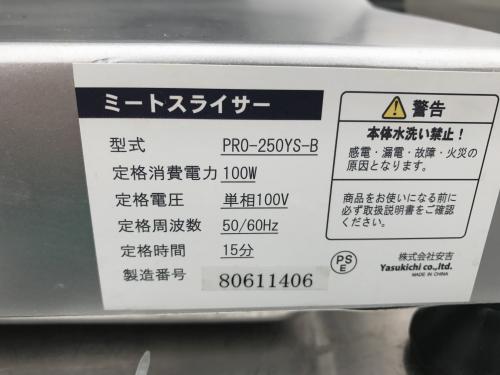 ミートスライサー
型式 PRO-250YS-B
定格消費電力 100W
定格電圧 単相100V
定格周波数 50/60Hz
定格時間 15分
製造番号 80611406
警告
本体水洗い禁止！
感電・漏電・故障・火災の
原因となります。
商品をお使いになる前に
必ず取扱説明書をご確認
ください。
PS
E
株式会社安吉
Yasukichi co.,ltd.
MADE IN CHINA